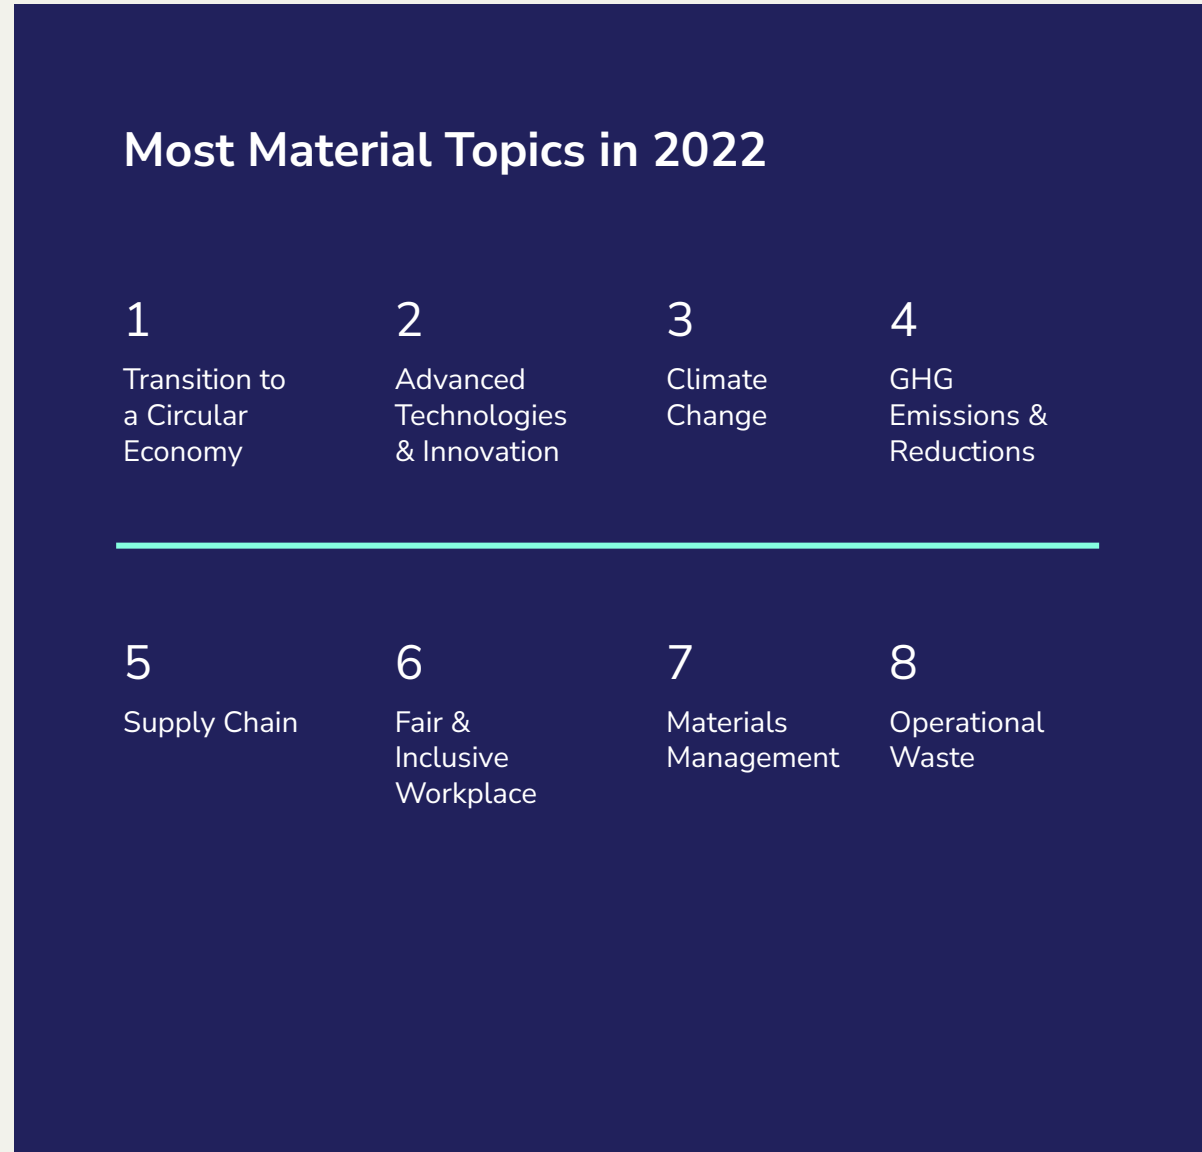 Most Material Topics in 2022
1
Transition to
a Circular
Economy
2
Advanced
Technologies
& Innovation
3
Climate
Change
4
GHG
Emissions &
Reductions
5
Supply Chain
6
Fair &
Inclusive
Workplace
7
Materials
Management
8
Operational
Waste